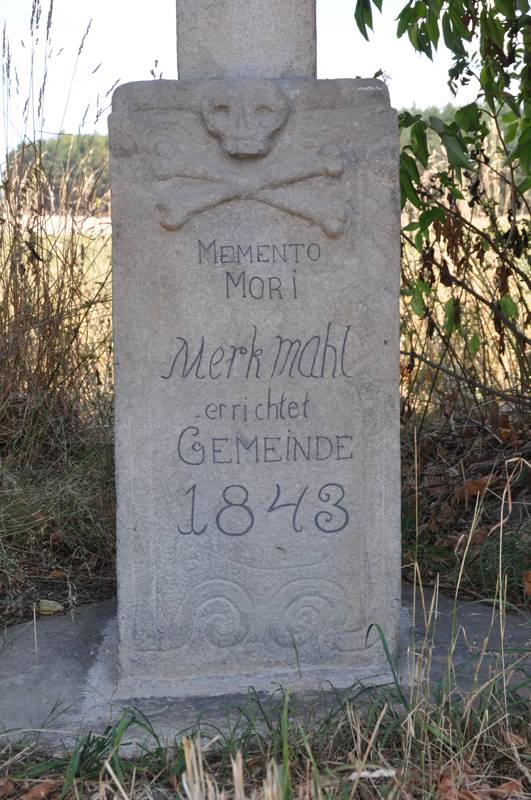 MEMENTO
MORi
Merkmahl
errichtet
GEMEiNDE
1843